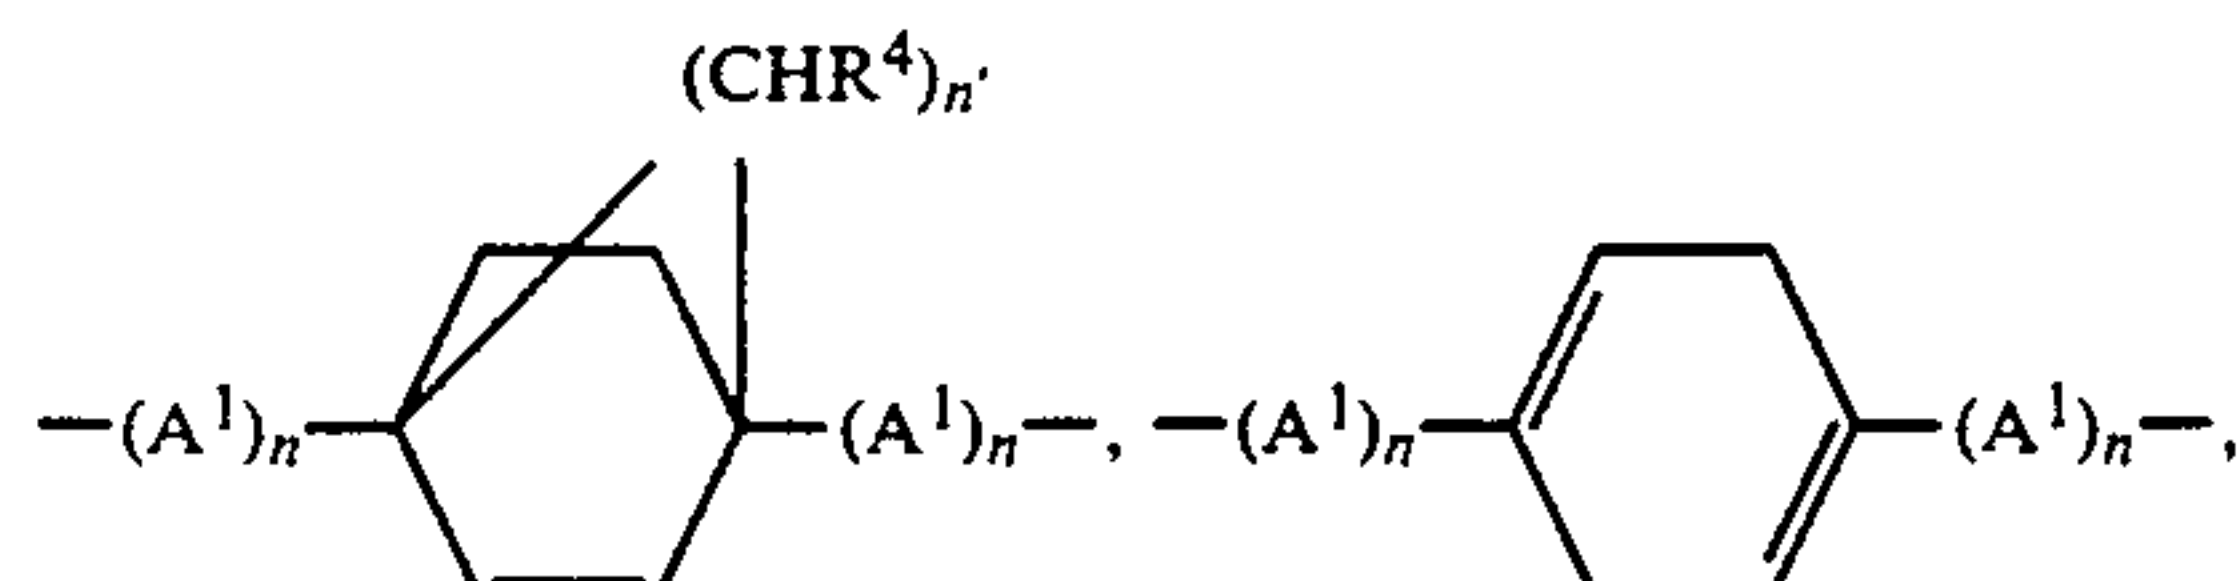 (CHR⁴)ₙ'
—(A¹)ₙ— —(A¹)ₙ—, —(A¹)ₙ— —(A¹)ₙ—,